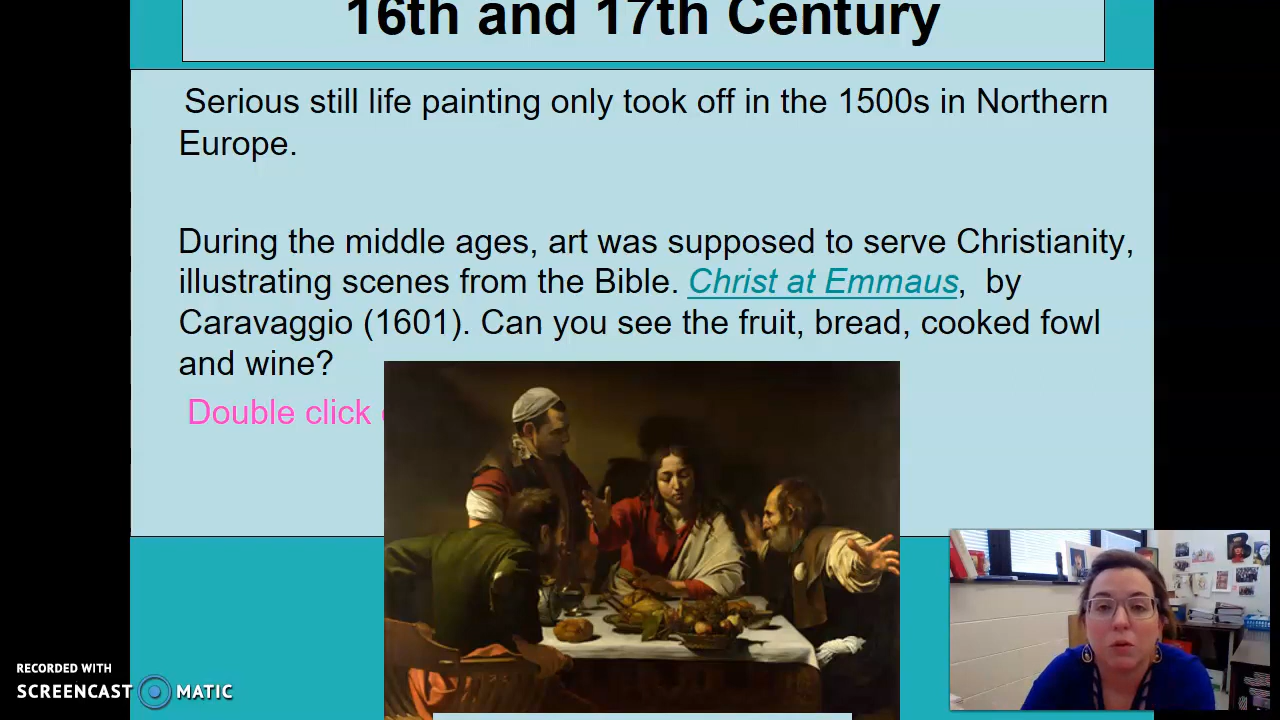 16th and 17th Century
Serious still life painting only took off in the 1500s in Northern
Europe.
During the middle ages, art was supposed to serve Christianity,
illustrating scenes from the Bible. Christ at Emmaus,  by
Caravaggio (1601). Can you see the fruit, bread, cooked fowl
and wine?
Double click
RECORDED WITH
SCREENCAST MATIC